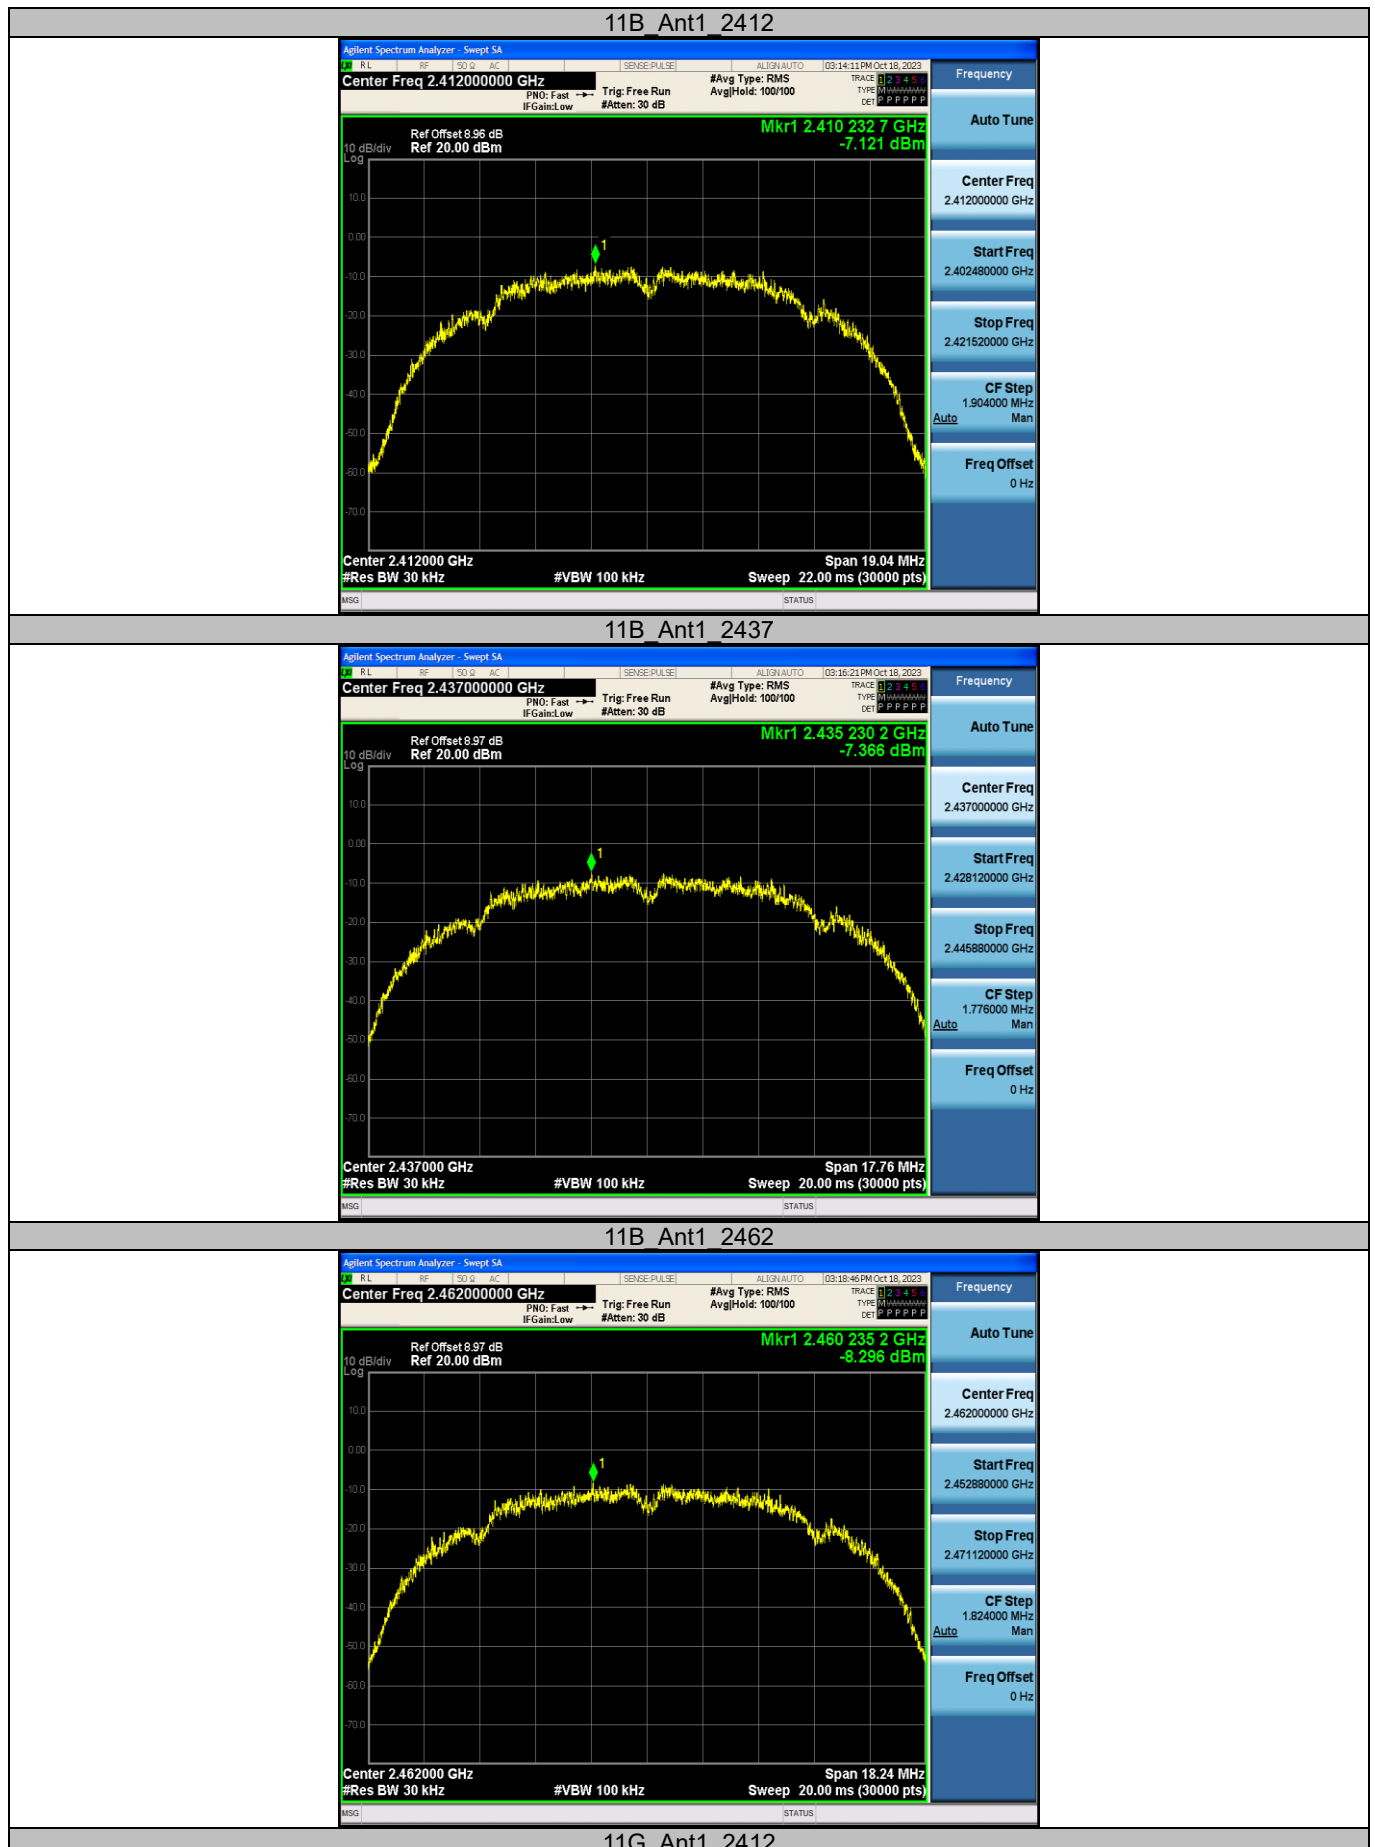 11B_Ant1_2412
Agilent Spectrum Analyzer - Swept SA
RL RF 50 Ω AC SENSE:PULSE ALIGN AUTO 03:14:11 PM Oct 18, 2023
Center Freq 2.412000000 GHz
PNO: Fast
IFGain:Low
Trig: Free Run
#Atten: 30 dB
#Avg Type: RMS
Avg|Hold: 100/100
TRACE 1 2 3 4 5 6
TYPE M
DET P P P P P P
Frequency
Auto Tune
Mkr1 2.410 232 7 GHz
-7.121 dBm
Ref Offset 8.96 dB
10 dB/div Ref 20.00 dBm
Log
10.0
0.00
-10.0
-20.0
-30.0
-40.0
-50.0
-60.0
-70.0
1
Center Freq
2.412000000 GHz
Start Freq
2.402480000 GHz
Stop Freq
2.421520000 GHz
CF Step
1.904000 MHz
Auto Man
Freq Offset
0 Hz
Center 2.412000 GHz Span 19.04 MHz
#Res BW 30 kHz #VBW 100 kHz Sweep 22.00 ms (30000 pts)
MSG STATUS
11B_Ant1_2437
Agilent Spectrum Analyzer - Swept SA
RL RF 50 Ω AC SENSE:PULSE ALIGN AUTO 03:16:21 PM Oct 18, 2023
Center Freq 2.437000000 GHz
PNO: Fast
IFGain:Low
Trig: Free Run
#Atten: 30 dB
#Avg Type: RMS
Avg|Hold: 100/100
TRACE 1 2 3 4 5 6
TYPE M
DET P P P P P P
Frequency
Auto Tune
Mkr1 2.435 230 2 GHz
-7.366 dBm
Ref Offset 8.97 dB
10 dB/div Ref 20.00 dBm
Log
10.0
0.00
-10.0
-20.0
-30.0
-40.0
-50.0
-60.0
-70.0
1
Center Freq
2.437000000 GHz
Start Freq
2.428120000 GHz
Stop Freq
2.445880000 GHz
CF Step
1.776000 MHz
Auto Man
Freq Offset
0 Hz
Center 2.437000 GHz Span 17.76 MHz
#Res BW 30 kHz #VBW 100 kHz Sweep 20.00 ms (30000 pts)
MSG STATUS
11B_Ant1_2462
Agilent Spectrum Analyzer - Swept SA
RL RF 50 Ω AC SENSE:PULSE ALIGN AUTO 03:18:46 PM Oct 18, 2023
Center Freq 2.462000000 GHz
PNO: Fast
IFGain:Low
Trig: Free Run
#Atten: 30 dB
#Avg Type: RMS
Avg|Hold: 100/100
TRACE 1 2 3 4 5 6
TYPE M
DET P P P P P P
Frequency
Auto Tune
Mkr1 2.460 235 2 GHz
-8.296 dBm
Ref Offset 8.97 dB
10 dB/div Ref 20.00 dBm
Log
10.0
0.00
-10.0
-20.0
-30.0
-40.0
-50.0
-60.0
-70.0
1
Center Freq
2.462000000 GHz
Start Freq
2.452880000 GHz
Stop Freq
2.471120000 GHz
CF Step
1.824000 MHz
Auto Man
Freq Offset
0 Hz
Center 2.462000 GHz Span 18.24 MHz
#Res BW 30 kHz #VBW 100 kHz Sweep 20.00 ms (30000 pts)
MSG STATUS
11G_Ant1_2412